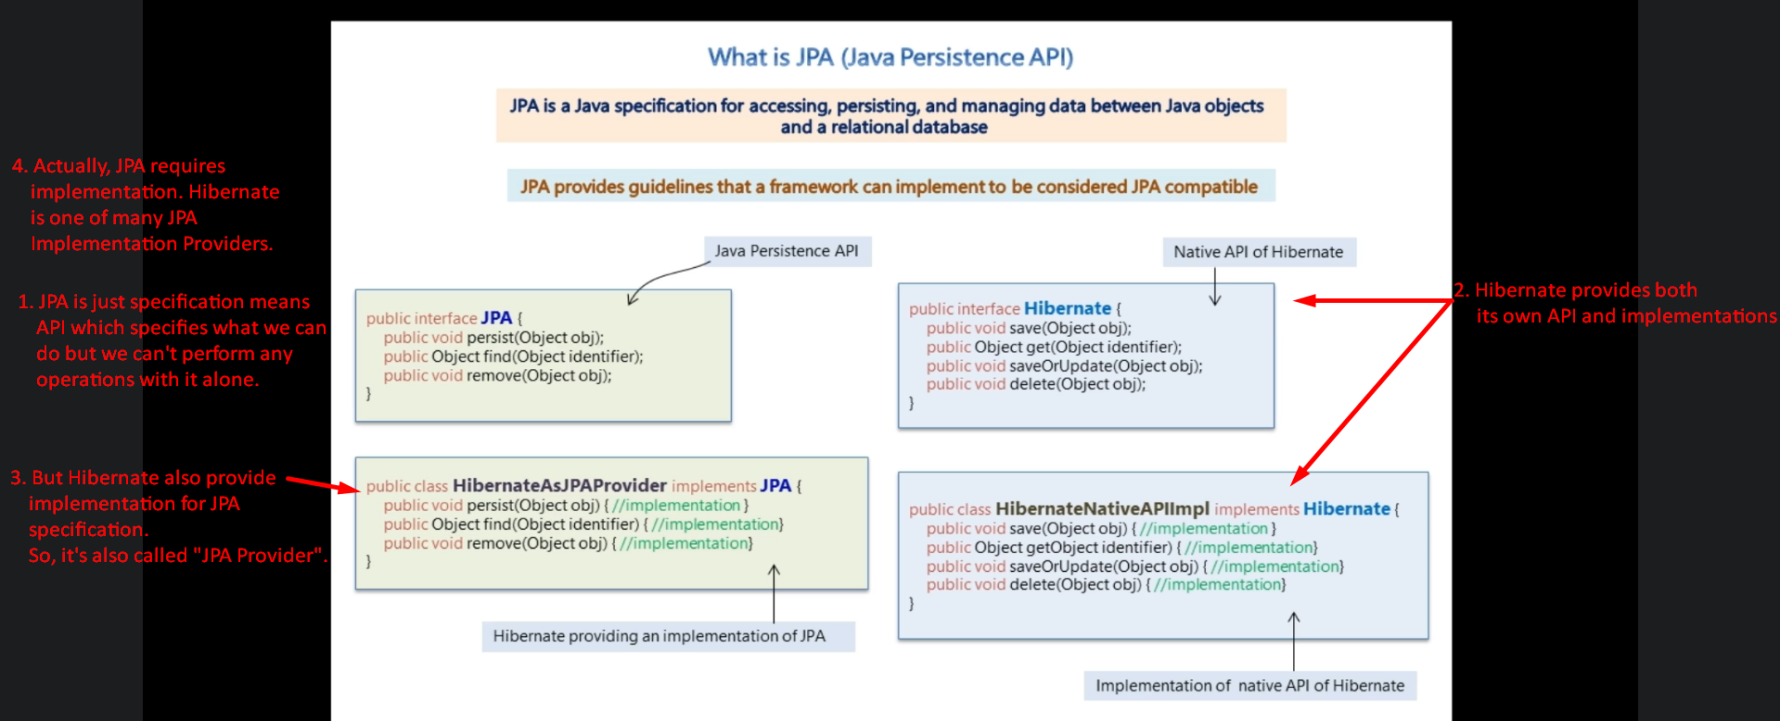 What is JPA (Java Persistence API)
JPA is a Java specification for accessing, persisting, and managing data between Java objects
and a relational database
JPA provides guidelines that a framework can implement to be considered JPA compatible
4. Actually, JPA requires
implementation. Hibernate
is one of many JPA
Implementation Providers.
1. JPA is just specification means
API which specifies what we can
do but we can't perform any
operations with it alone.
3. But Hibernate also provide
implementation for JPA
specification.
So, it's also called "JPA Provider".
Java Persistence API
public interface JPA {
public void persist(Object obj);
public Object find(Object identifier);
public void remove(Object obj);
}
public class HibernateAsJPAProvider implements JPA {
public void persist(Object obj) { //implementation }
public Object find(Object identifier) { //implementation}
public void remove(Object obj) { //implementation}
}
Hibernate providing an implementation of JPA
Native API of Hibernate
public interface Hibernate {
public void save(Object obj);
public Object get(Object identifier);
public void saveOrUpdate(Object obj);
public void delete(Object obj);
}
public class HibernateNativeAPIImpl implements Hibernate {
public void save(Object obj) { //implementation }
public Object getObject identifier) { //implementation}
public void saveOrUpdate(Object obj) { //implementation}
public void delete(Object obj) { //implementation}
}
Implementation of native API of Hibernate
2. Hibernate provides both
its own API and implementations